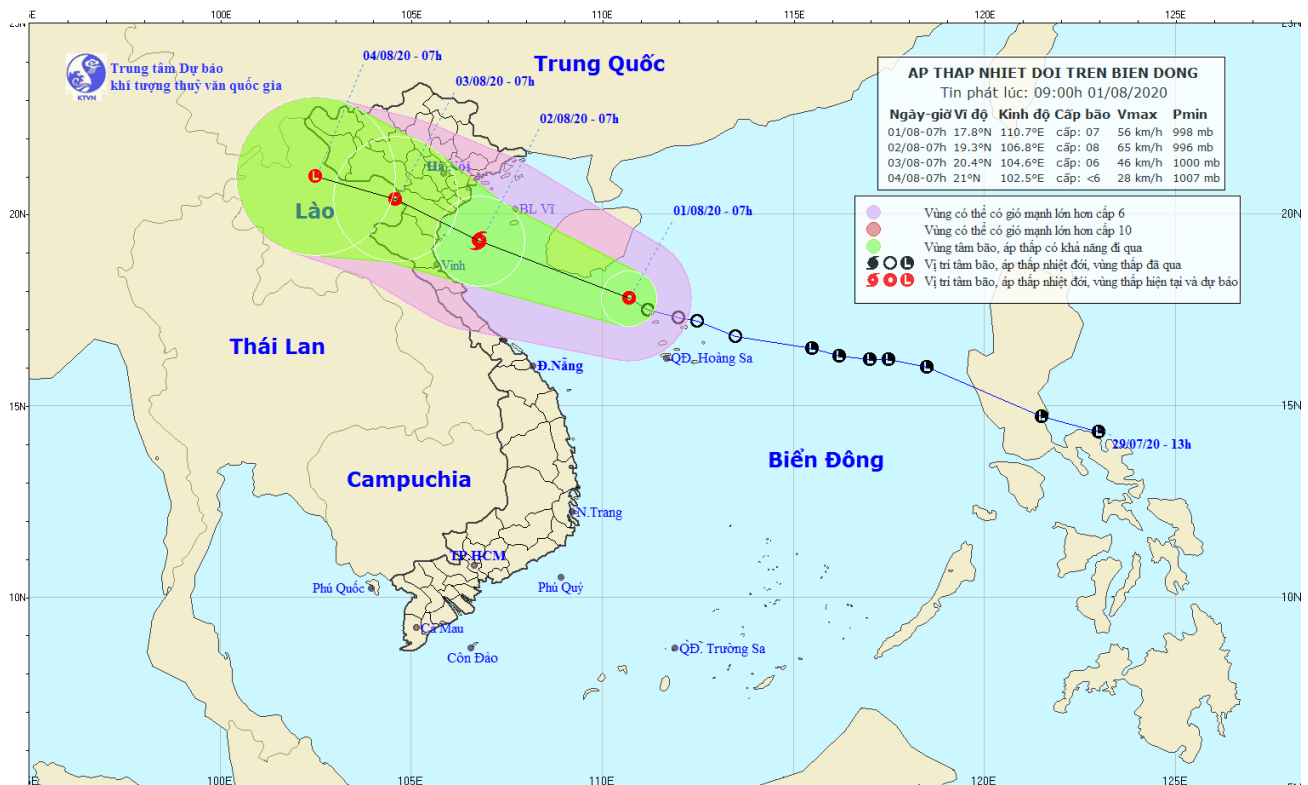 100E 105E 110E 115E 120E 125E
Trung tâm Dự báo
khí tượng thuỷ văn quốc gia
KTVN
04/08/20 - 07h
03/08/20 - 07h
02/08/20 - 07h
01/08/20 - 07h
Trung Quốc
AP THAP NHIET DOI TREN BIEN DONG
Tin phát lúc: 09:00h 01/08/2020
Ngày-giờ Vĩ độ Kinh độ Cấp bão Vmax Pmin
01/08-07h 17.8°N 110.7°E cấp: 07 56 km/h 998 mb
02/08-07h 19.3°N 106.8°E cấp: 08 65 km/h 996 mb
03/08-07h 20.4°N 104.6°E cấp: 06 46 km/h 1000 mb
04/08-07h 21°N 102.5°E cấp: <6 28 km/h 1007 mb
Vùng có thể có gió mạnh lớn hơn cấp 6
Vùng có thể có gió mạnh lớn hơn cấp 10
Vùng tâm bão, áp thấp có khả năng đi qua
Vị trí tâm bão, áp thấp nhiệt đới, vùng thấp đã qua
Vị trí tâm bão, áp thấp nhiệt đới, vùng thấp hiện tại và dự báo
Hà Nội
Lào
BL Vĩ
Vinh
20N 20N
Thái Lan
Đ.Nẵng
QĐ. Hoàng Sa
15N 15N
29/07/20 - 13h
Biển Đông
Campuchia
N.Trang
TP.HCM
Phú Quốc
Phú Quý
10N 10N
Cà Mau
Côn Đảo
QĐ. Trường Sa
100E 105E 110E 115E 120E 125E